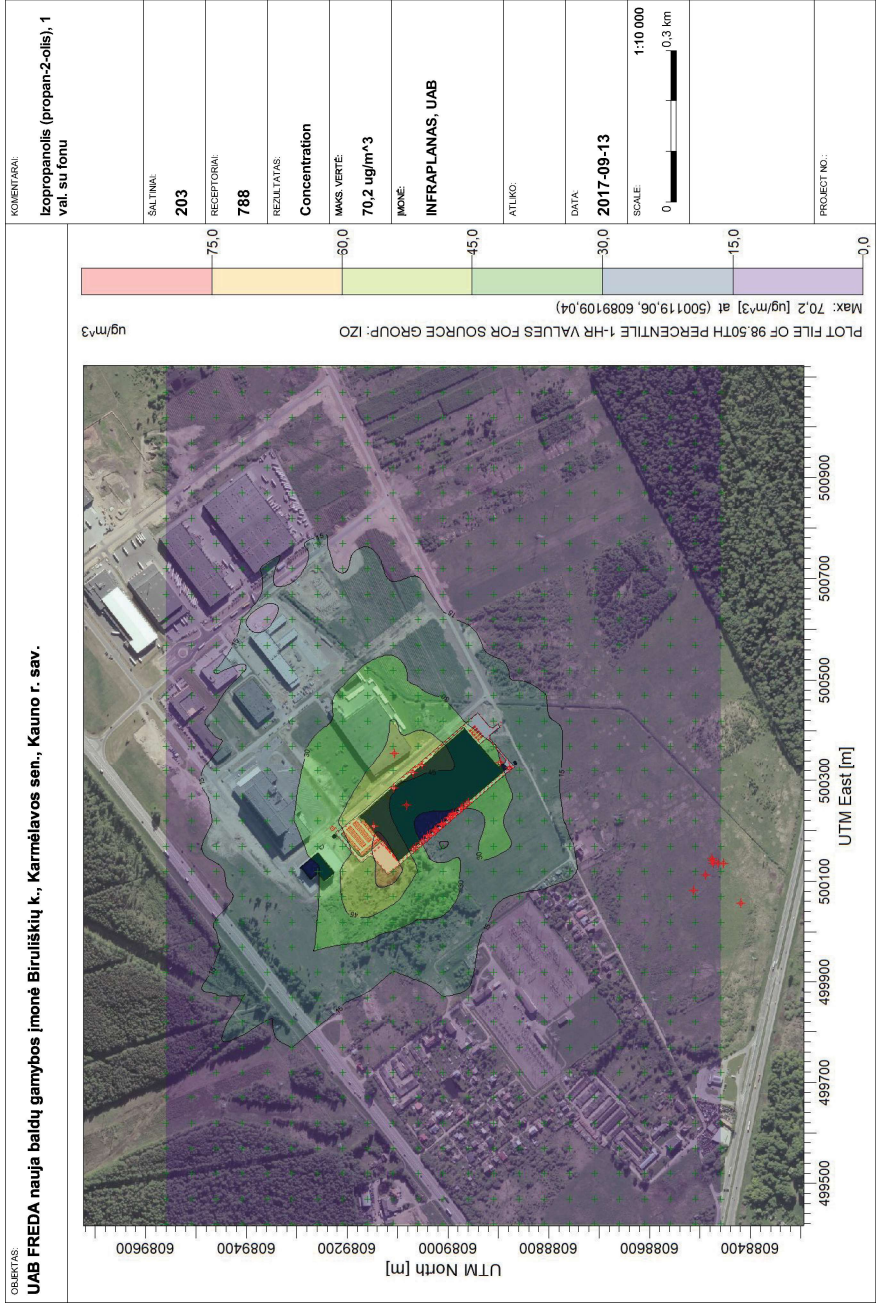 OBJEKTAS:
UAB FREDA nauja baldų gamybos įmonė Biruliškių k., Karmėlavos sen., Kauno r. sav.
KOMENTARAI:
Izopropanolis (propan-2-olis), 1
val. su fonu
ŠALTINIAI:
203
RECEPTORIAI:
788
REZULTATAS:
Concentration
MAKS. VERTĖ:
70,2 ug/m^3
ĮMONĖ:
INFRAPLANAS, UAB
ATLIKO:
DATA:
2017-09-13
SCALE:
1:10 000
0
0,3 km
PROJECT NO.:
UTM North [m]
6089600
6089400
6089200
6089000
6088800
6088600
6088400
UTM East [m]
499500
499700
499900
500100
500300
500500
500700
500900
PLOT FILE OF 98.50TH PERCENTILE 1-HR VALUES FOR SOURCE GROUP: IZO
Max: 70,2 [ug/m^3] at (500119,06, 6089109,04)
ug/m^3
75,0
60,0
45,0
30,0
15,0
0,0